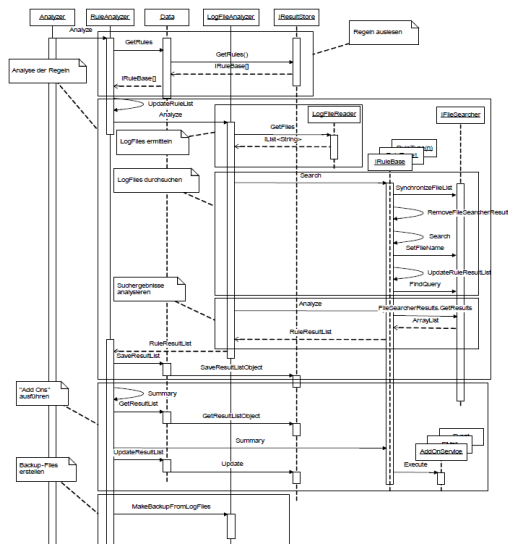 Analyzer
RuleAnalyzer
Data
LogFileAnalyzer
IResultStore
Analyze
Regeln auslesen
GetRules
GetRules()
IRuleBase[]
IRuleBase[]
Analyse der Regeln
UpdateRuleList
Analyze
LogFileReader
IFileSearcher
GetFiles
LogFiles ermitteln
IList<String>
IRuleBase
LogFiles durchsuchen
Search
SynchronizeFileList
RemoveFileSearcherResult
Search
SetFileName
UpdateRuleResultList
FindQuery
Suchergebnisse
analysieren
Analyze
FileSearcherResults.GetResults
ArrayList
RuleResultList
RuleResultList
SaveResultList
SaveResultListObject
"Add Ons"
ausführen
Summary
GetResultList
GetResultListObject
Summary
AddOnService
UpdateResultList
Update
Execute
Backup-Files
erstellen
MakeBackupFromLogFiles